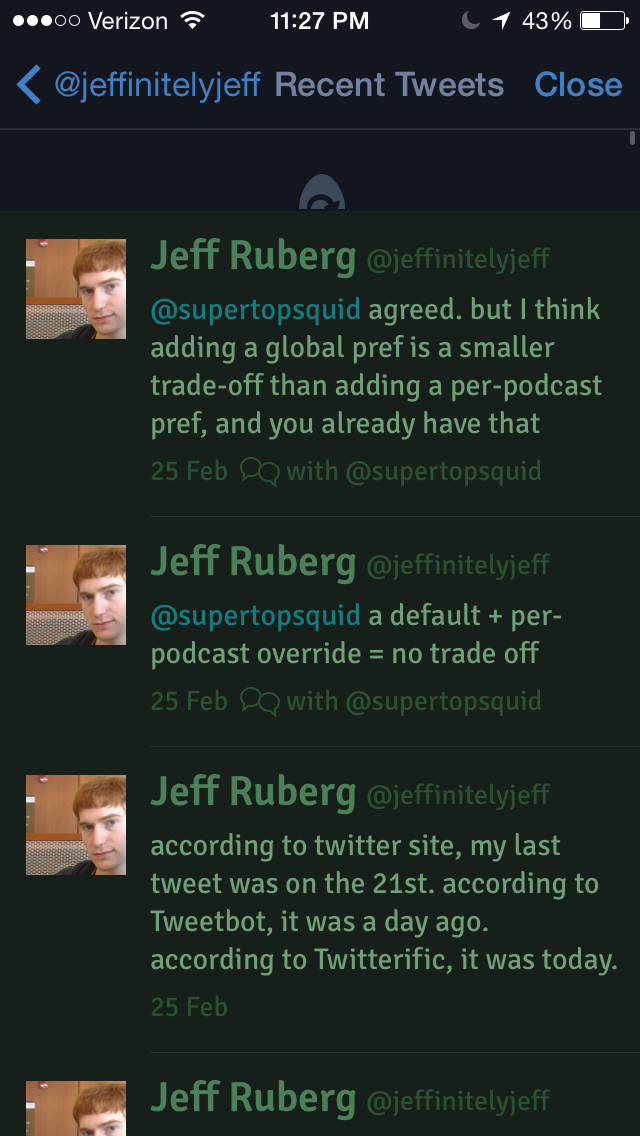 Verizon 11:27 PM 43%
@jeffinitelyjeff Recent Tweets Close
Jeff Ruberg @jeffinitelyjeff
@supertopsquid agreed. but I think
adding a global pref is a smaller
trade-off than adding a per-podcast
pref, and you already have that
25 Feb with @supertopsquid
Jeff Ruberg @jeffinitelyjeff
@supertopsquid a default + per-
podcast override = no trade off
25 Feb with @supertopsquid
Jeff Ruberg @jeffinitelyjeff
according to twitter site, my last
tweet was on the 21st. according to
Tweetbot, it was a day ago.
according to Twitterific, it was today.
25 Feb
Jeff Ruberg @jeffinitelyjeff